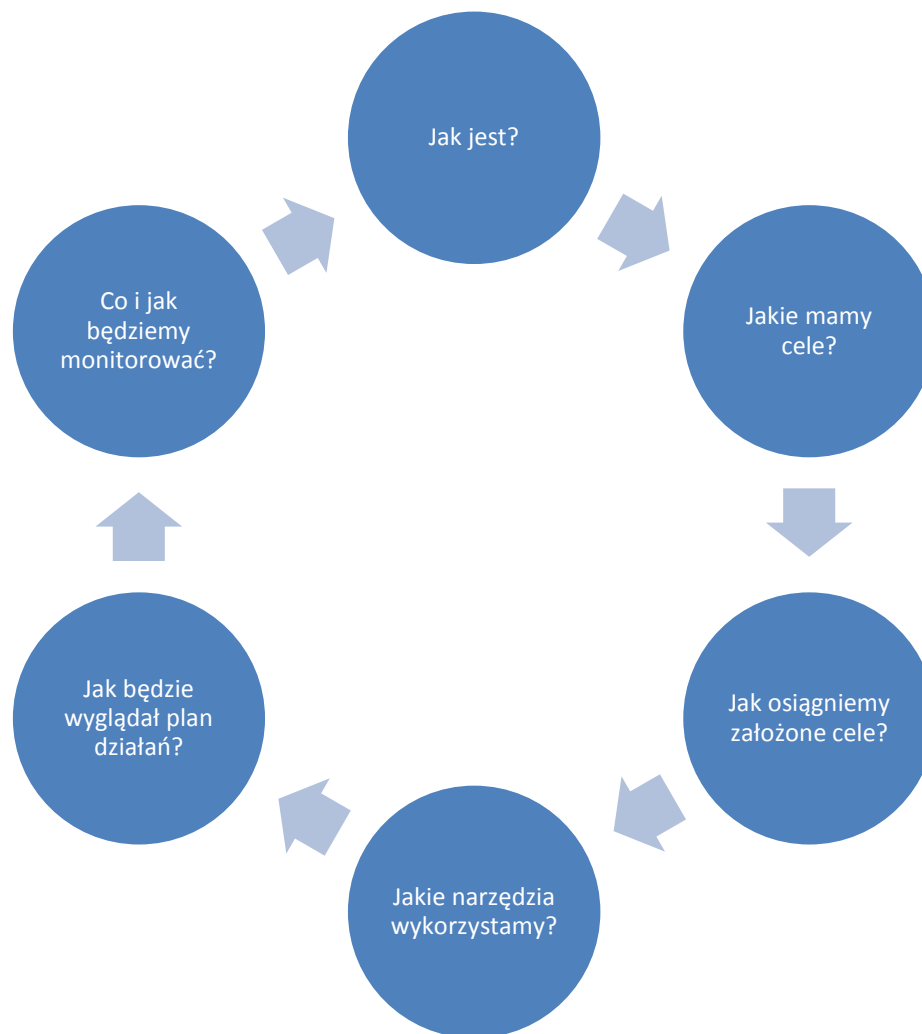 Jak jest?
Jakie mamy
cele?
Jak osiągniemy
założone cele?
Jakie narzędzia
wykorzystamy?
Jak będzie
wyglądał plan
działań?
Co i jak
będziemy
monitorować?